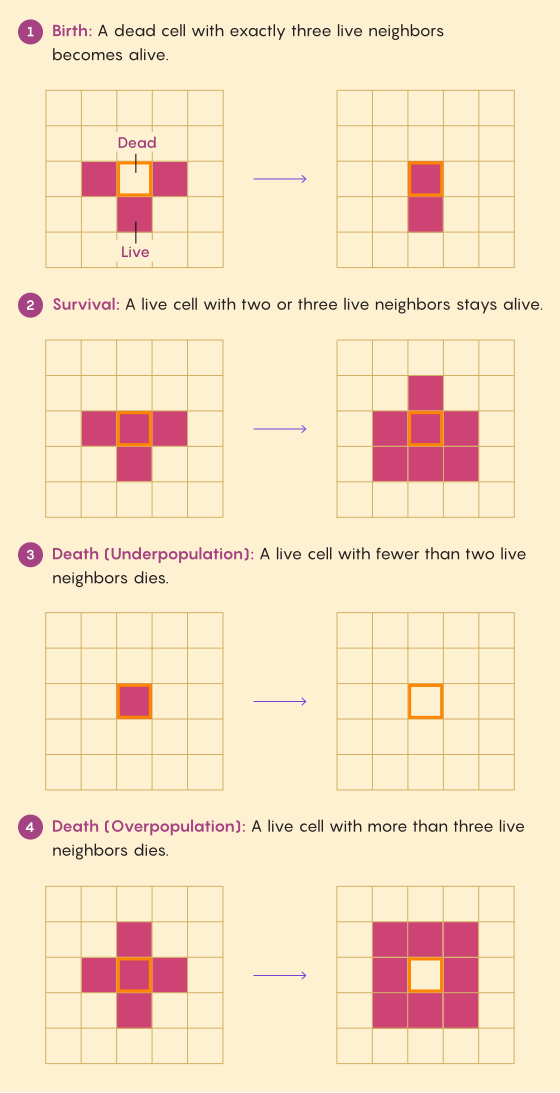 1 Birth: A dead cell with exactly three live neighbors
becomes alive.
Dead
Live
2 Survival: A live cell with two or three live neighbors stays alive.
3 Death (Underpopulation): A live cell with fewer than two live
neighbors dies.
4 Death (Overpopulation): A live cell with more than three live
neighbors dies.